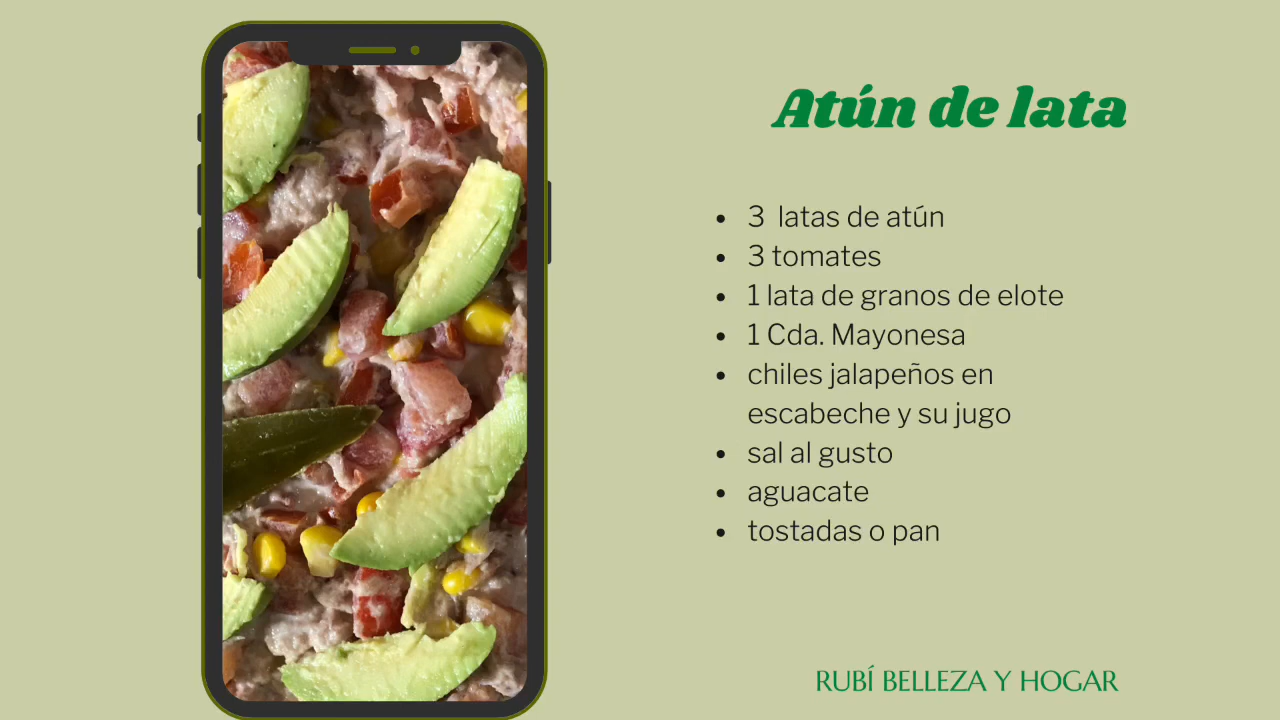 Atún de lata
• 3 latas de atún
• 3 tomates
• 1 lata de granos de elote
• 1 Cda. Mayonesa
• chiles jalapeños en
escabeche y su jugo
• sal al gusto
• aguacate
• tostadas o pan
RUBÍ BELLEZA Y HOGAR